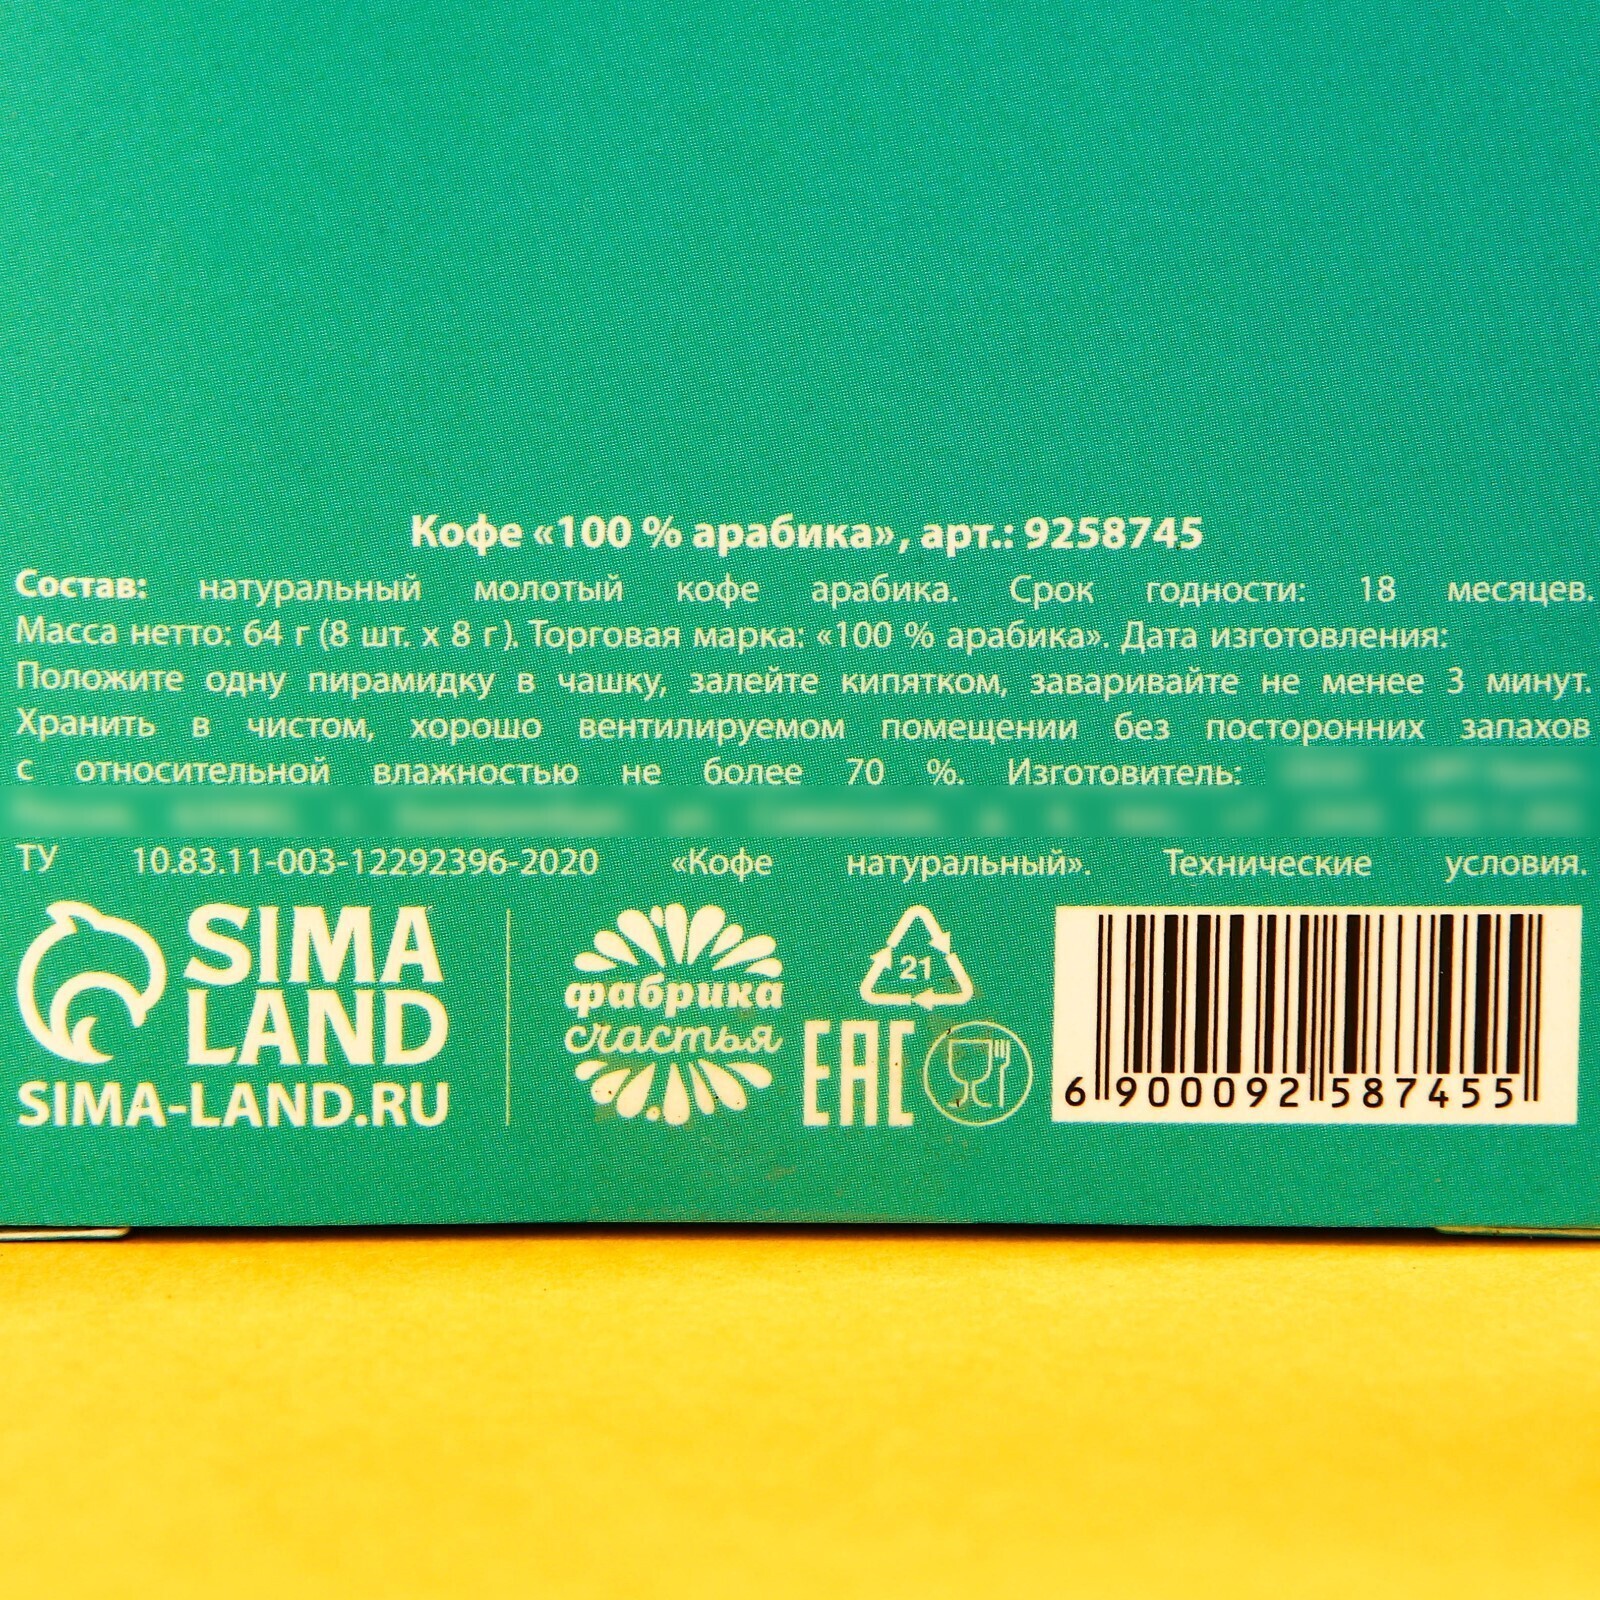 Кофе «100 % арабика», арт.: 9258745
Состав: натуральный молотый кофе арабика. Срок годности: 18 месяцев.
Масса нетто: 64 г (8 шт. х 8 г). Торговая марка: «100 % арабика». Дата изготовления:
Положите одну пирамидку в чашку, залейте кипятком, заваривайте не менее 3 минут.
Хранить в чистом, хорошо вентилируемом помещении без посторонних запахов
с относительной влажностью не более 70 %. Изготовитель:
ТУ 10.83.11-003-12292396-2020 «Кофе натуральный». Технические условия.
SIMA
LAND
SIMA-LAND.RU
фабрика
счастья
21
EAC
6 900092 587455